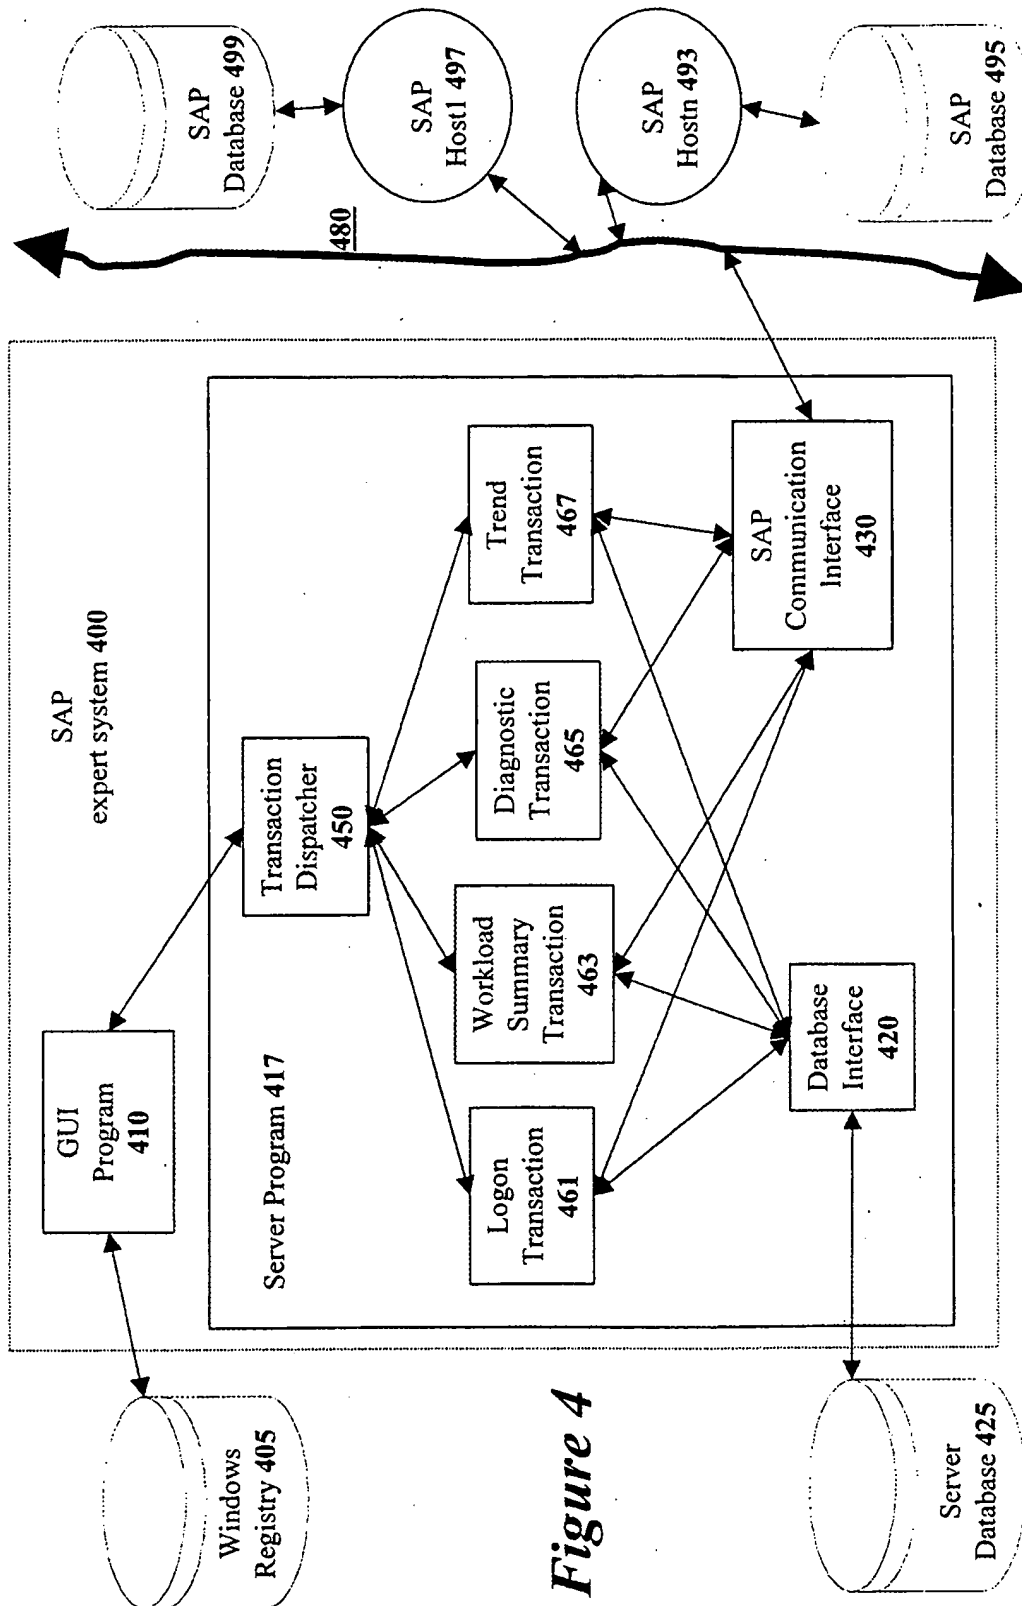 SAP
expert system 400
Windows
Registry 405
GUI
Program
410
Server Program 417
Transaction
Dispatcher
450
Logon
Transaction
461
Workload
Summary
Transaction
463
Diagnostic
Transaction
465
Trend
Transaction
467
Database
Interface
420
SAP
Communication
Interface
430
Server
Database 425
480
SAP
Database 499
SAP
Host1 497
SAP
Hostn 493
SAP
Database 495
Figure 4